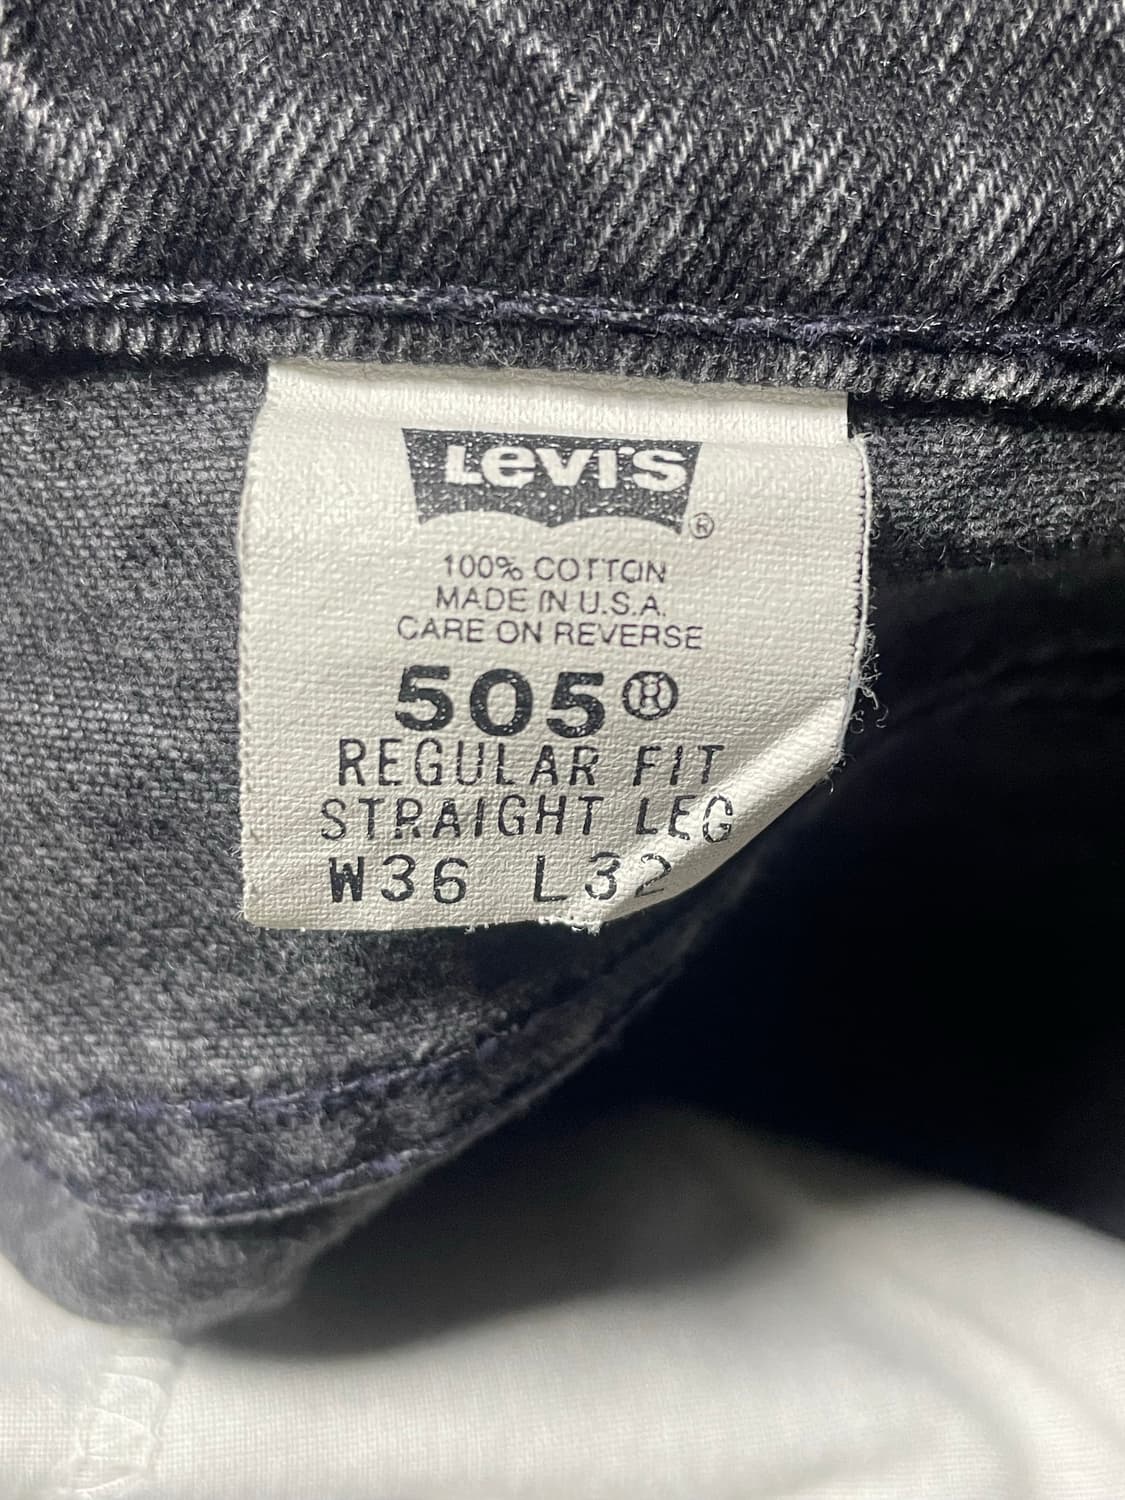 Levi's®
100% COTTON
MADE IN U.S.A.
CARE ON REVERSE
505®
REGULAR FIT
STRAIGHT LEG
W36 L32